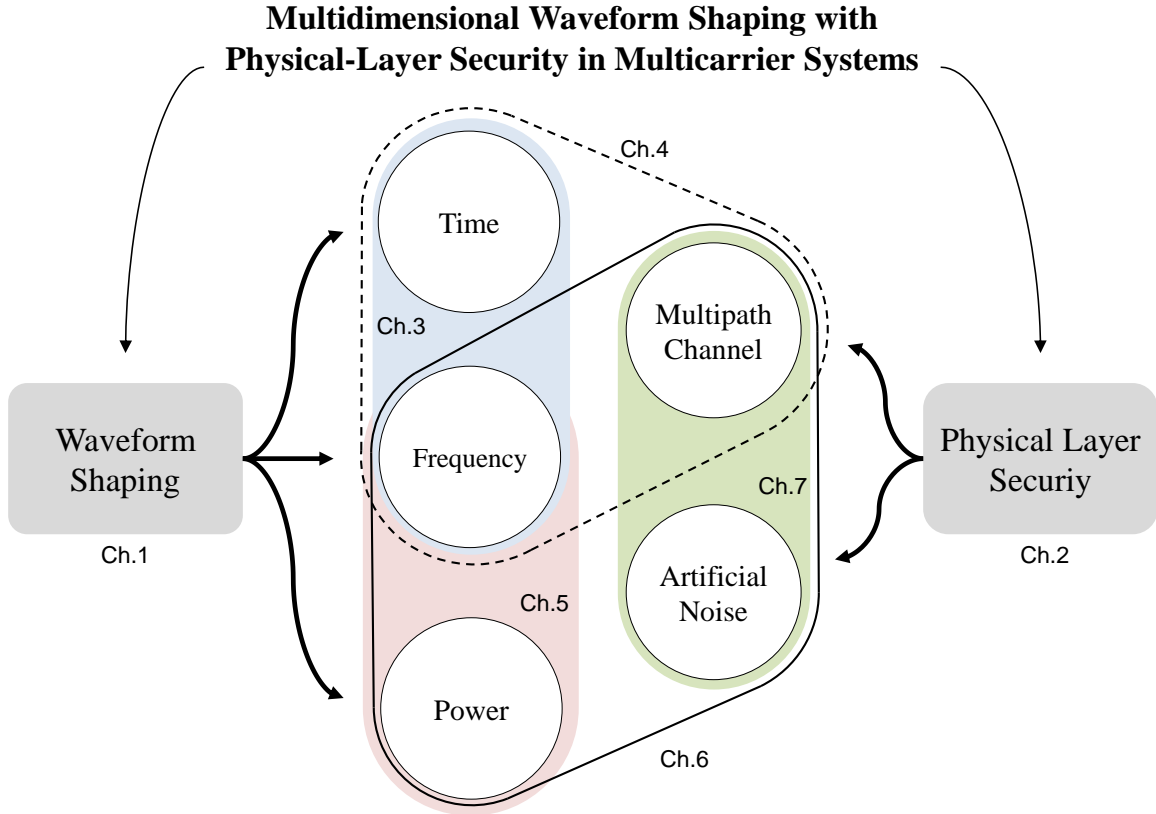 Multidimensional Waveform Shaping with
Physical-Layer Security in Multicarrier Systems
Ch.4
Time
Ch.3
Multipath
Channel
Waveform
Shaping
Frequency
Physical Layer
Securiy
Ch.7
Ch.1
Ch.2
Ch.5
Artificial
Noise
Power
Ch.6